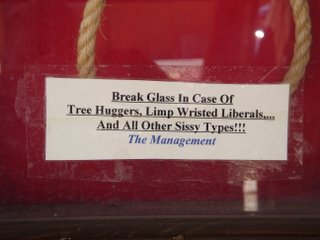 Break Glass In Case Of
Tree Huggers, Limp Wristed Liberals,...
And All Other Sissy Types!!!
The Management